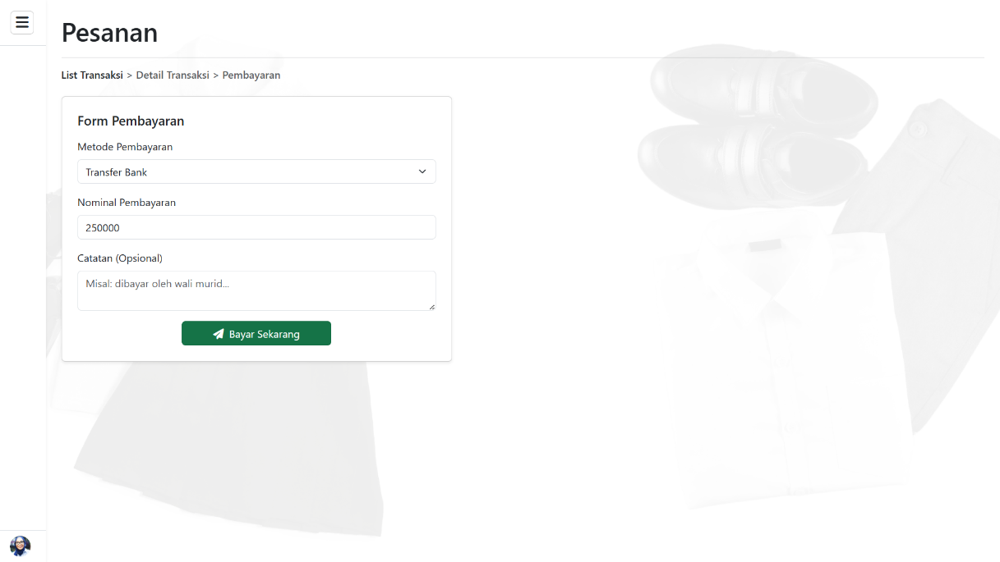 Pesanan
List Transaksi > Detail Transaksi > Pembayaran
Form Pembayaran
Metode Pembayaran
Transfer Bank
Nominal Pembayaran
250000
Catatan (Opsional)
Misal: dibayar oleh wali murid...
Bayar Sekarang